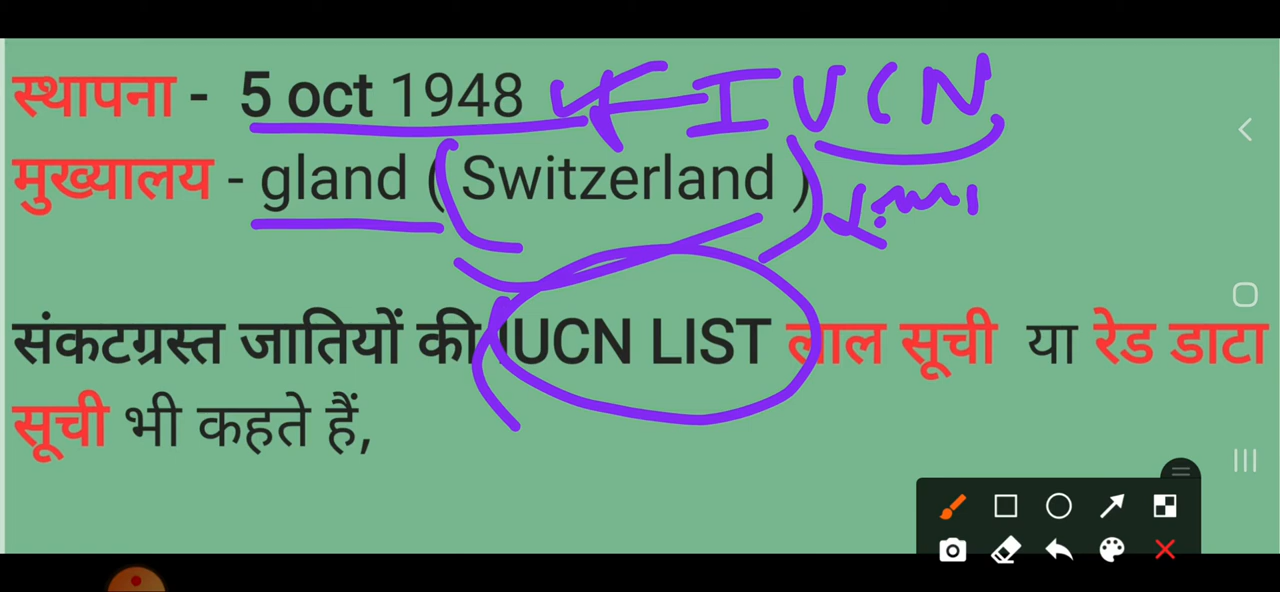 स्थापना - 5 oct 1948 IUCN
मुख्यालय - gland ( Switzerland )
संकटग्रस्त जातियों की IUCN LIST लाल सूची या रेड डाटा
सूची भी कहते हैं,